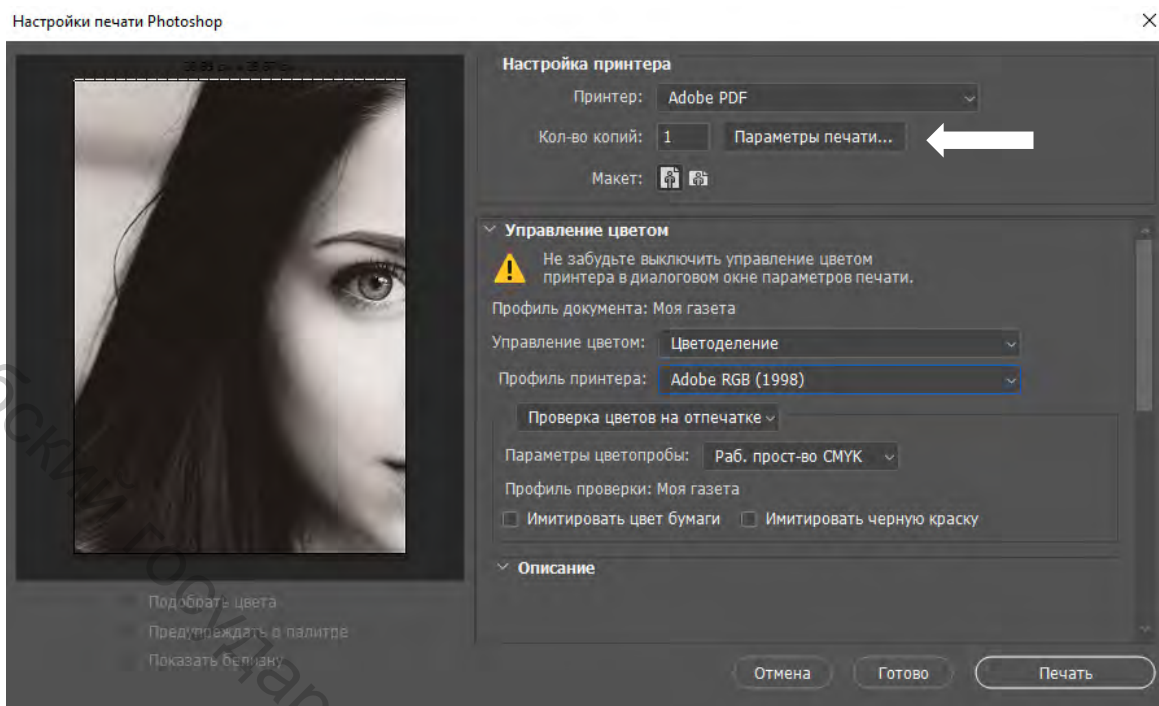 Настройки печати Photoshop
Настройка принтера
Принтер: Adobe PDF
Кол-во копий: 1 Параметры печати...
Макет:
Управление цветом
Не забудьте выключить управление цветом
принтера в диалоговом окне параметров печати.
Профиль документа: Моя газета
Управление цветом: Цветоделение
Профиль принтера: Adobe RGB (1998)
Проверка цветов на отпечатке
Параметры цветопробы: Раб. прост-во CMYK
Профиль проверки: Моя газета
Имитировать цвет бумаги Имитировать черную краску
Описание
Подобрать цвета
Предупреждать о палитре
Показать белизну
Отмена Готово Печать